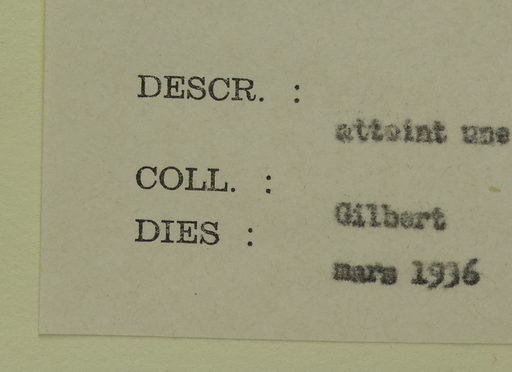 DESCR. :
atteint une
COLL. :
Gilbert
DIES :
mars 1936